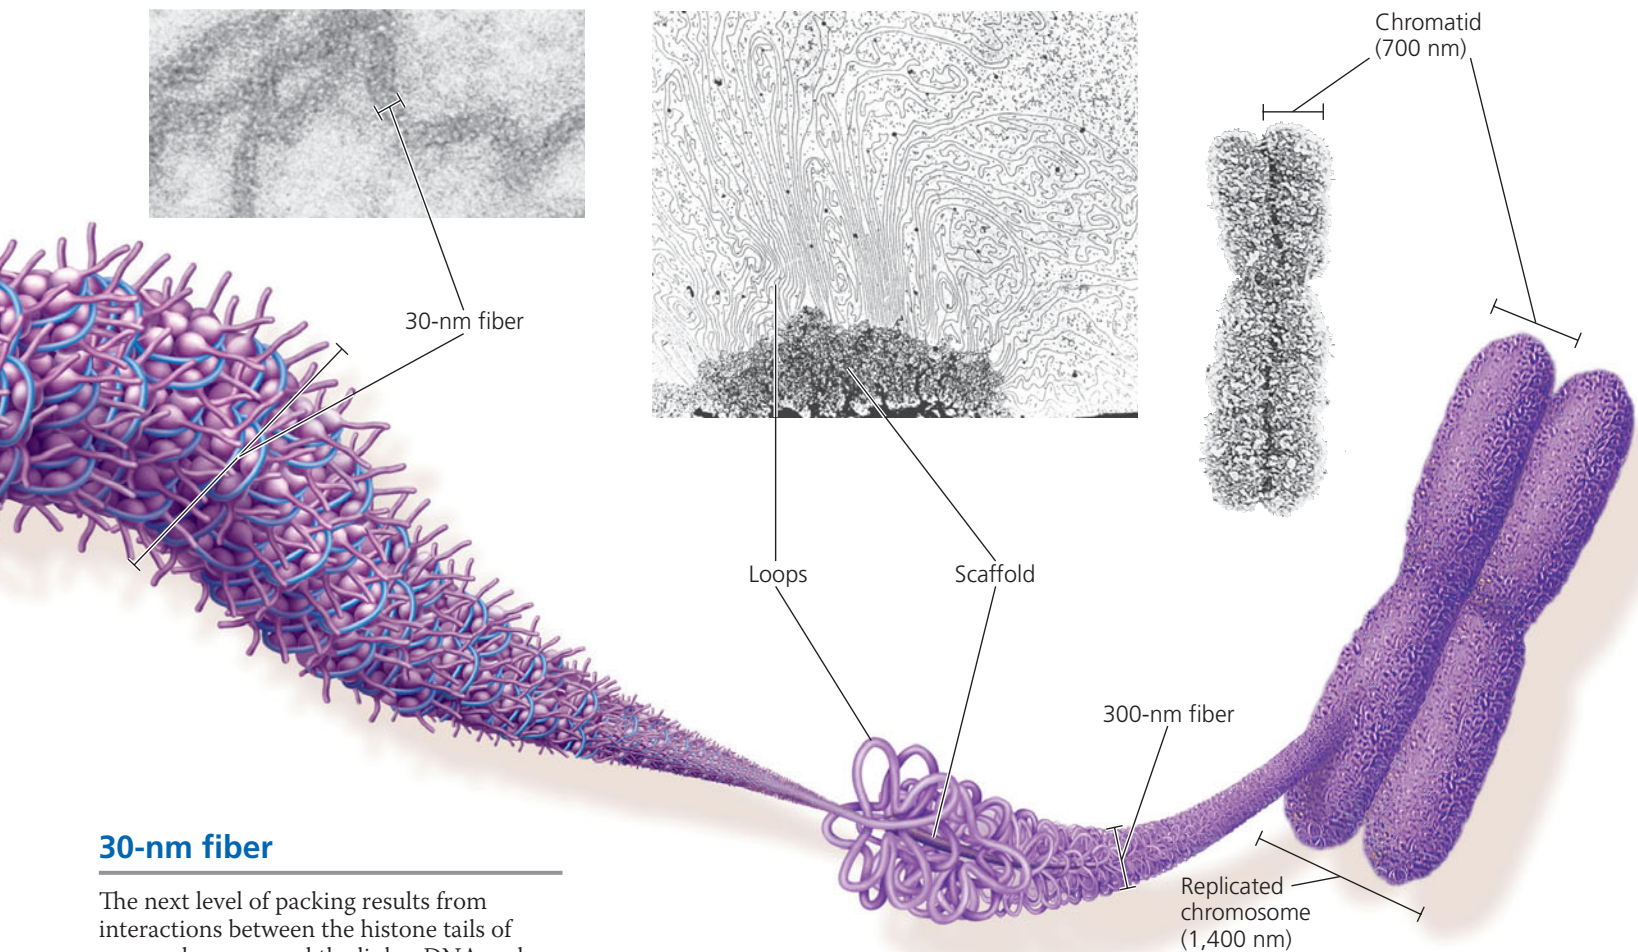 Chromatid
(700 nm)
30-nm fiber
Loops
Scaffold
300-nm fiber
30-nm fiber
The next level of packing results from
interactions between the histone tails of
Replicated
chromosome
(1,400 nm)